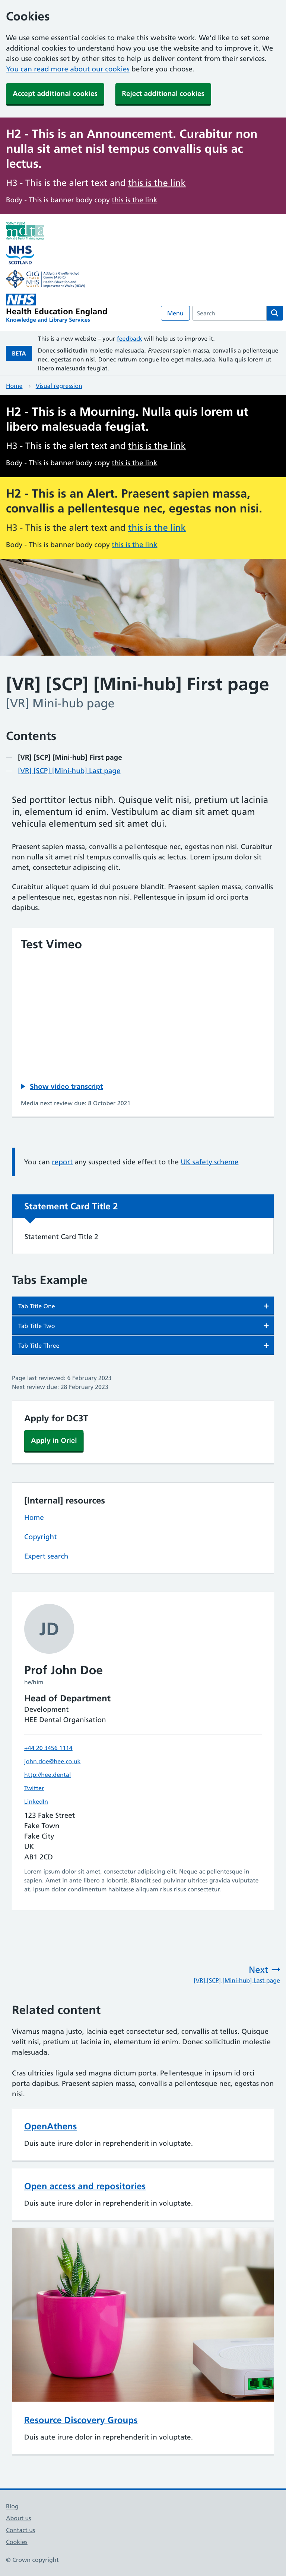 Cookies
We use some essential cookies to make this website work. We'd like to set some
additional cookies to understand how you use the website and to improve it. We
also use cookies set by other sites to help us deliver content from their services.
You can read more about our cookies before you choose.
Accept additional cookies
Reject additional cookies
H2 - This is an Announcement. Curabitur non
nulla sit amet nisl tempus convallis quis ac
lectus.
H3 - This is the alert text and this is the link
Body - This is banner body copy this is the link
mdta
NHS
SCOTLAND
GIG
NHS
NHS
Health Education England
Knowledge and Library Services
Menu
Search
BETA
This is a new website – your feedback will help us to improve it.
Donec sollicitudin molestie malesuada. Praesent sapien massa, convallis a pellentesque
nec, egestas non nisi. Donec rutrum congue leo eget malesuada. Nulla quis lorem ut
libero malesuada feugiat.
Home
Visual regression
H2 - This is a Mourning. Nulla quis lorem ut
libero malesuada feugiat.
H3 - This is the alert text and this is the link
Body - This is banner body copy this is the link
H2 - This is an Alert. Praesent sapien massa,
convallis a pellentesque nec, egestas non nisi.
H3 - This is the alert text and this is the link
Body - This is banner body copy this is the link
[VR] [SCP] [Mini-hub] First page
[VR] Mini-hub page
Contents
— [VR] [SCP] [Mini-hub] First page
— [VR] [SCP] [Mini-hub] Last page
Sed porttitor lectus nibh. Quisque velit nisi, pretium ut lacinia
in, elementum id enim. Vestibulum ac diam sit amet quam
vehicula elementum sed sit amet dui.
Praesent sapien massa, convallis a pellentesque nec, egestas non nisi. Curabitur
non nulla sit amet nisl tempus convallis quis ac lectus. Lorem ipsum dolor sit
amet, consectetur adipiscing elit.
Curabitur aliquet quam id dui posuere blandit. Praesent sapien massa, convallis
a pellentesque nec, egestas non nisi. Pellentesque in ipsum id orci porta
dapibus.
Test Vimeo
Show video transcript
Media next review due: 8 October 2021
You can report any suspected side effect to the UK safety scheme
Statement Card Title 2
Statement Card Title 2
Tabs Example
Tab Title One +
Tab Title Two +
Tab Title Three +
Page last reviewed: 6 February 2023
Next review due: 28 February 2023
Apply for DC3T
Apply in Oriel
[Internal] resources
Home
Copyright
Expert search
JD
Prof John Doe
he/him
Head of Department
Development
HEE Dental Organisation
+44 20 3456 1114
john.doe@hee.co.uk
http://hee.dental
Twitter
LinkedIn
123 Fake Street
Fake Town
Fake City
UK
AB1 2CD
Lorem ipsum dolor sit amet, consectetur adipiscing elit. Neque ac pellentesque in
sapien. Amet in ante libero a lobortis. Blandit sed pulvinar ultrices gravida vulputate
at. Ipsum dolor condimentum habitasse aliquam risus risus consectetur.
Next →
[VR] [SCP] [Mini-hub] Last page
Related content
Vivamus magna justo, lacinia eget consectetur sed, convallis at tellus. Quisque
velit nisi, pretium ut lacinia in, elementum id enim. Donec sollicitudin molestie
malesuada.
Cras ultricies ligula sed magna dictum porta. Pellentesque in ipsum id orci
porta dapibus. Praesent sapien massa, convallis a pellentesque nec, egestas non
nisi.
OpenAthens
Duis aute irure dolor in reprehenderit in voluptate.
Open access and repositories
Duis aute irure dolor in reprehenderit in voluptate.
Resource Discovery Groups
Duis aute irure dolor in reprehenderit in voluptate.
Blog
About us
Contact us
Cookies
© Crown copyright